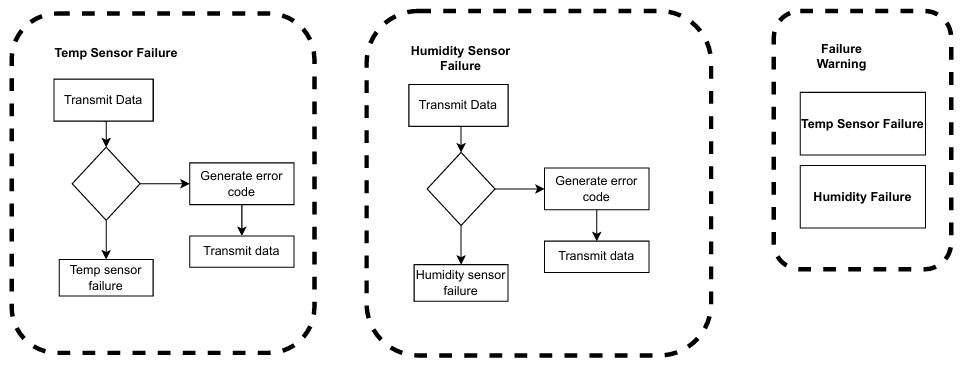 Temp Sensor Failure
Transmit Data
Generate error
code
Transmit data
Temp sensor
failure
Humidity Sensor
Failure
Transmit Data
Generate error
code
Transmit data
Humidity sensor
failure
Failure
Warning
Temp Sensor Failure
Humidity Failure